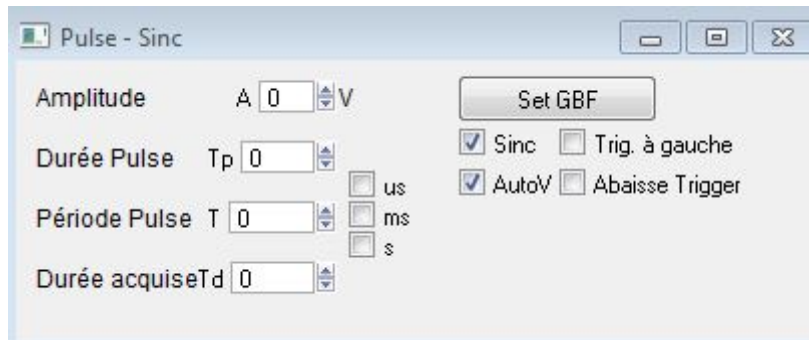 Pulse - Sinc
Amplitude A 0 V
Set GBF
Sinc Trig. à gauche
Durée Pulse Tp 0
AutoV Abaisse Trigger
us
Période Pulse T 0
ms
s
Durée acquiseTd 0